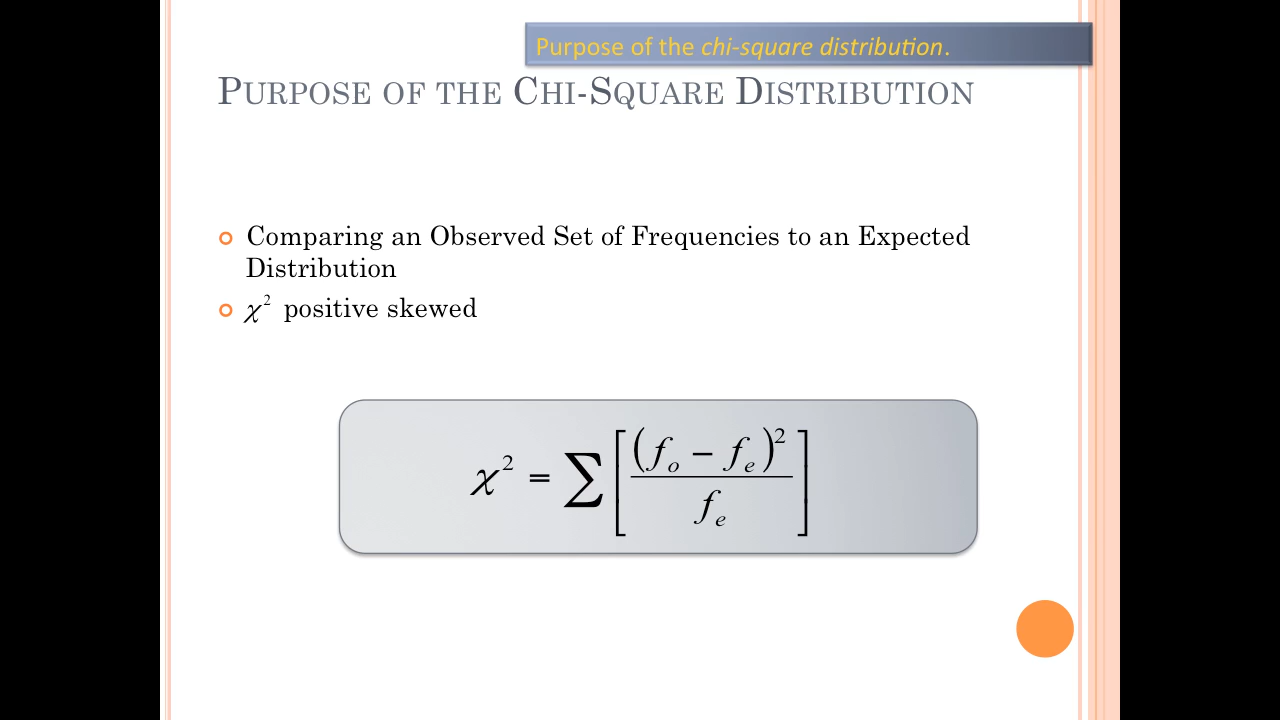 Purpose of the chi-square distribution.
PURPOSE OF THE CHI-SQUARE DISTRIBUTION
Comparing an Observed Set of Frequencies to an Expected
Distribution
χ² positive skewed
χ² = ∑[(fₒ − fₑ)² / fₑ]